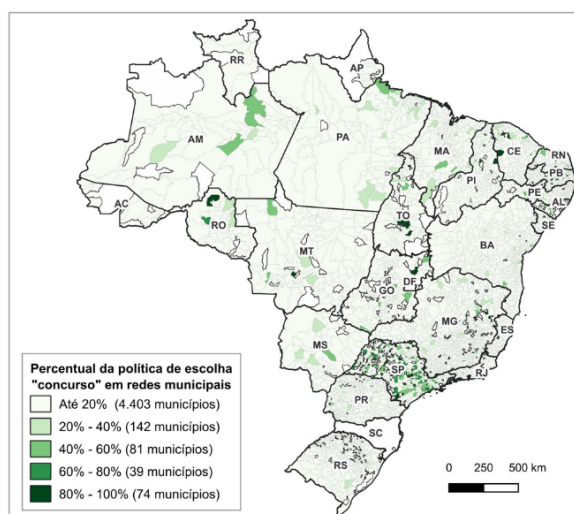 RR
AP
AM
PA
MA
CE
RN
PB
PI
PE
AL
SE
AC
RO
TO
BA
MT
GO
DF
MG
ES
MS
SP
RJ
PR
SC
RS
Percentual da política de escolha
"concurso" em redes municipais
Até 20% (4.403 municípios)
20% - 40% (142 municípios)
40% - 60% (81 municípios)
60% - 80% (39 municípios)
80% - 100% (74 municípios)
0 250 500 km